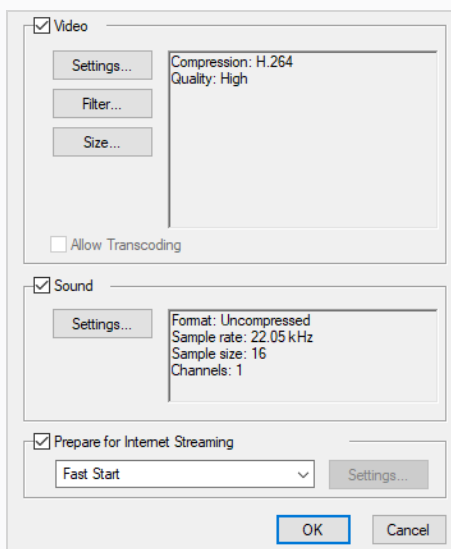 Video
Settings...
Compression: H.264
Quality: High
Filter...
Size...
Allow Transcoding
Sound
Settings...
Format: Uncompressed
Sample rate: 22.05 kHz
Sample size: 16
Channels: 1
Prepare for Internet Streaming
Fast Start
Settings...
OK
Cancel